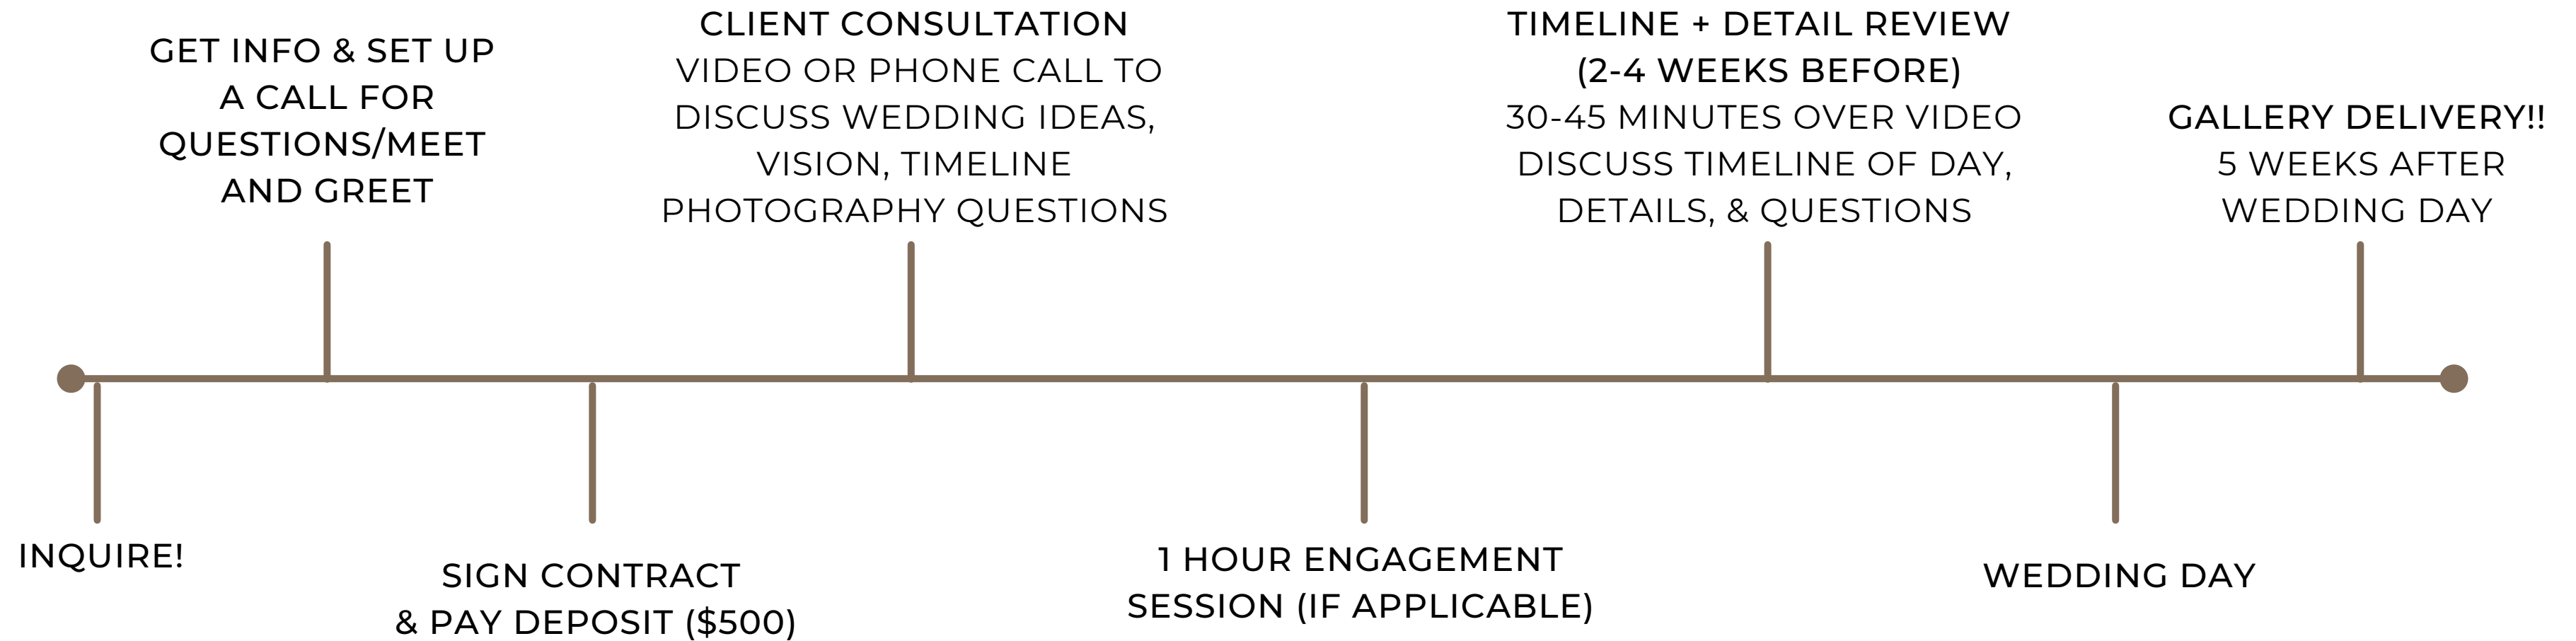 GET INFO & SET UP
A CALL FOR
QUESTIONS/MEET
AND GREET
CLIENT CONSULTATION
VIDEO OR PHONE CALL TO
DISCUSS WEDDING IDEAS,
VISION, TIMELINE
PHOTOGRAPHY QUESTIONS
TIMELINE + DETAIL REVIEW
(2-4 WEEKS BEFORE)
30-45 MINUTES OVER VIDEO
DISCUSS TIMELINE OF DAY,
DETAILS, & QUESTIONS
GALLERY DELIVERY!!
5 WEEKS AFTER
WEDDING DAY
INQUIRE!
SIGN CONTRACT
& PAY DEPOSIT ($500)
1 HOUR ENGAGEMENT
SESSION (IF APPLICABLE)
WEDDING DAY